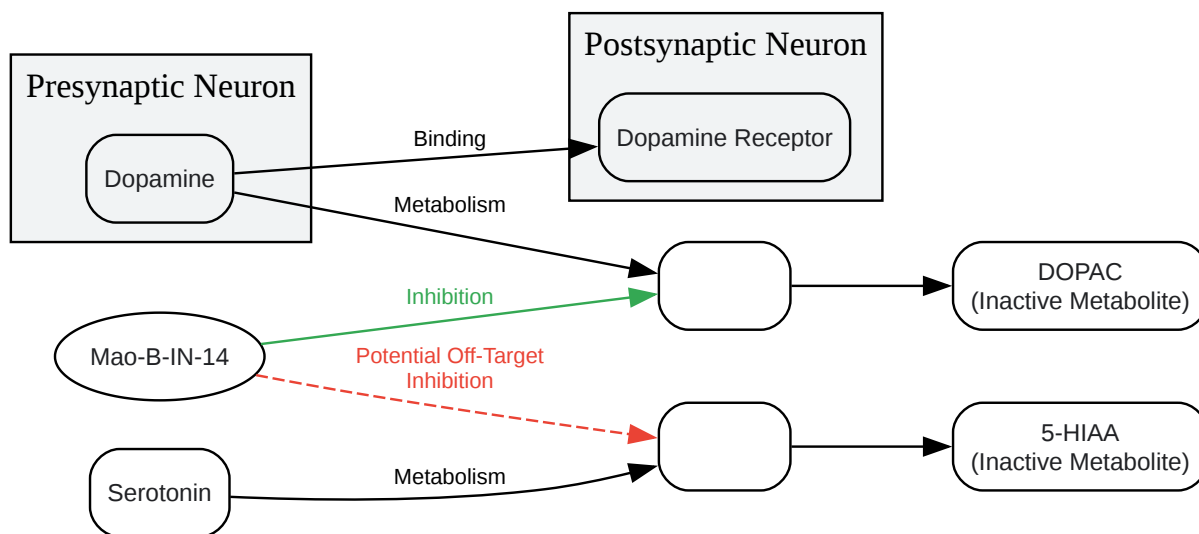 Postsynaptic Neuron
Presynaptic Neuron
Binding
Dopamine Receptor
Dopamine
Metabolism
DOPAC
(Inactive Metabolite)
Inhibition
Mao-B-IN-14
Potential Off-Target
Inhibition
5-HIAA
(Inactive Metabolite)
Metabolism
Serotonin